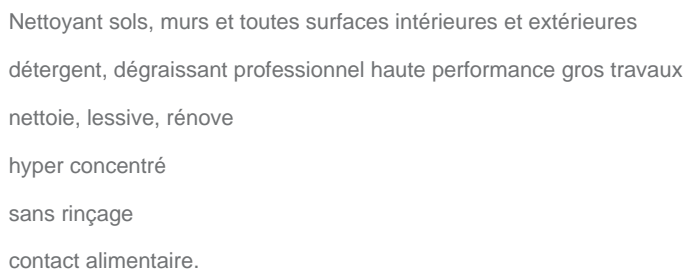 Nettoyant sols, murs et toutes surfaces intérieures et extérieures
détergent, dégraissant professionnel haute performance gros travaux
nettoie, lessive, rénove
hyper concentré
sans rinçage
contact alimentaire.